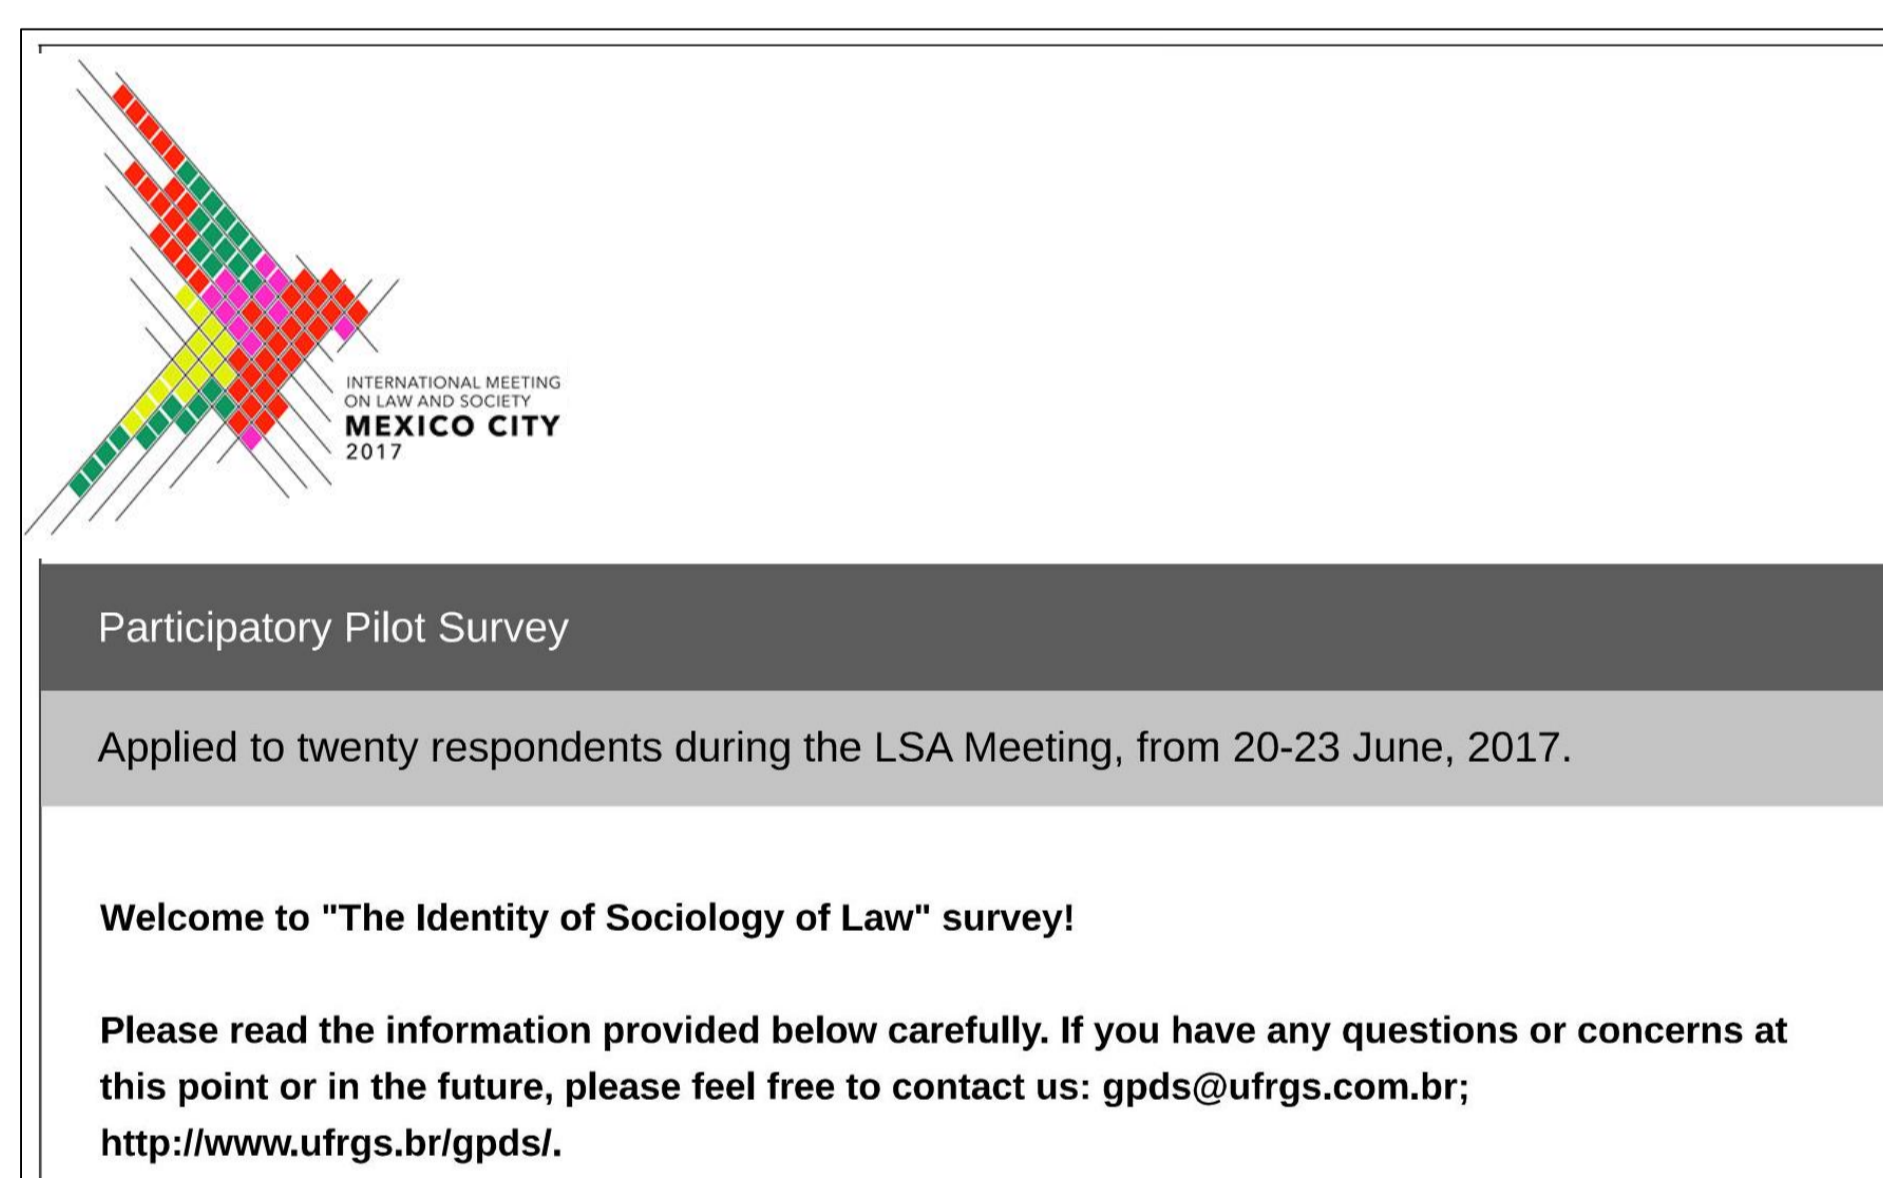 INTERNATIONAL MEETING
ON LAW AND SOCIETY
MEXICO CITY
2017
Participatory Pilot Survey
Applied to twenty respondents during the LSA Meeting, from 20-23 June, 2017.
Welcome to "The Identity of Sociology of Law" survey!
Please read the information provided below carefully. If you have any questions or concerns at
this point or in the future, please feel free to contact us: gpds@ufrgs.com.br;
http://www.ufrgs.br/gpds/.